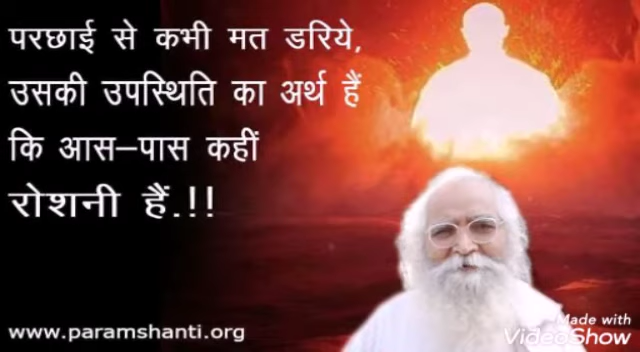 परछाई से कभी मत डरिये,
उसकी उपस्थिति का अर्थ हैं
कि आस–पास कहीं
रोशनी हैं.!!
www.paramshanti.org
Made with
VideoShow